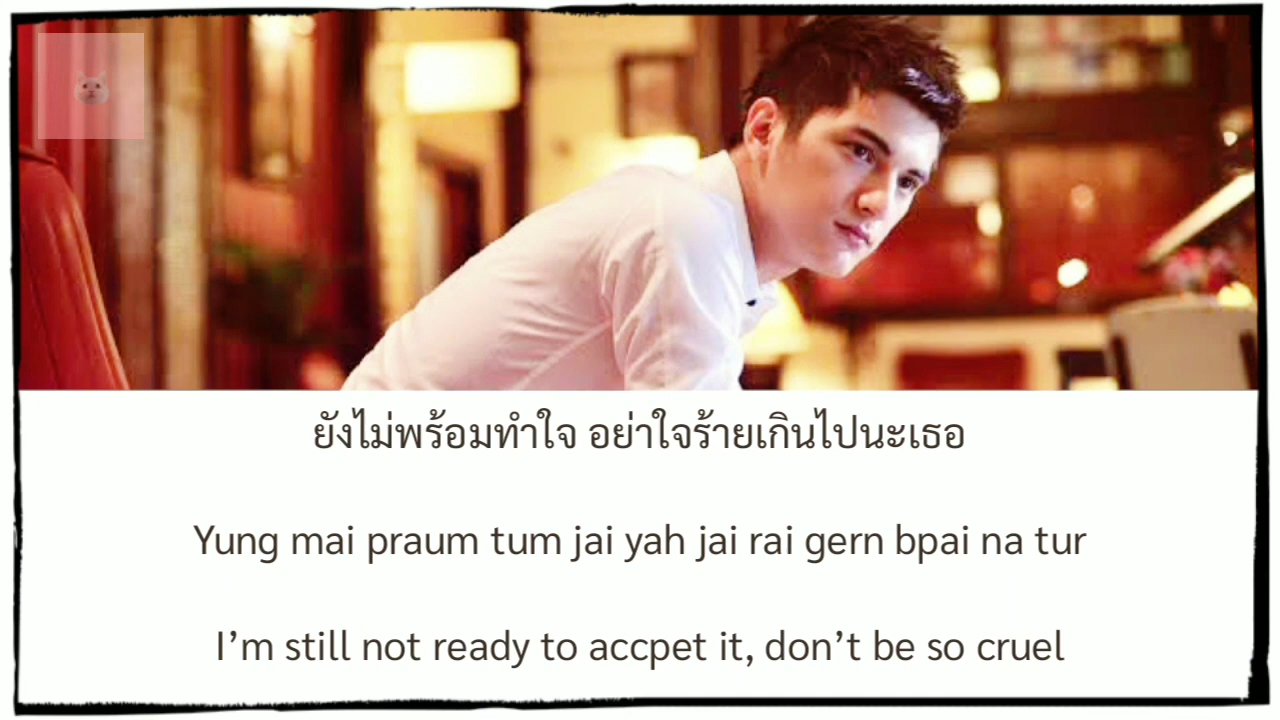 ยังไม่พร้อมทำใจ อย่าใจร้ายเกินไปนะเธอ
Yung mai praum tum jai yah jai rai gern bpai na tur
I’m still not ready to accpet it, don’t be so cruel